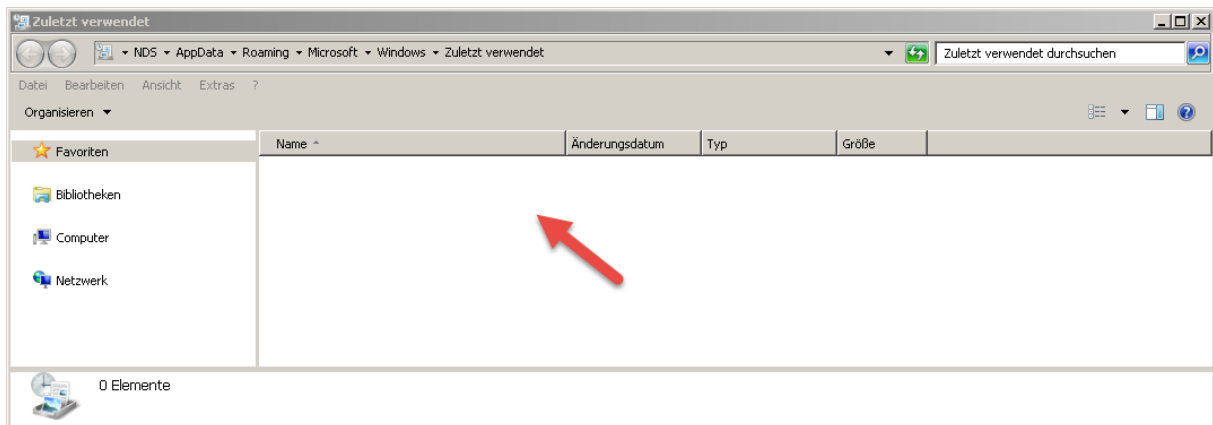 Zuletzt verwendet
NDS AppData Roaming Microsoft Windows Zuletzt verwendet
Zuletzt verwendet durchsuchen
Datei Bearbeiten Ansicht Extras ?
Organisieren
Name Änderungsdatum Typ Größe
Favoriten
Bibliotheken
Computer
Netzwerk
0 Elemente